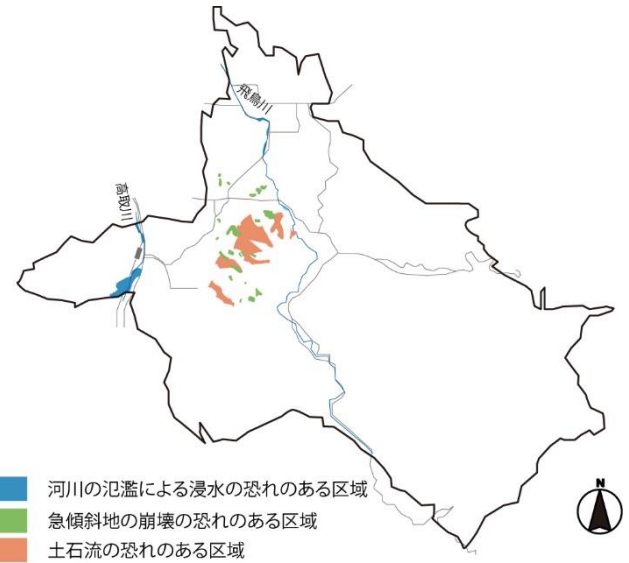 飛鳥川
高取川
河川の氾濫による浸水の恐れのある区域
急傾斜地の崩壊の恐れのある区域
土石流の恐れのある区域
N